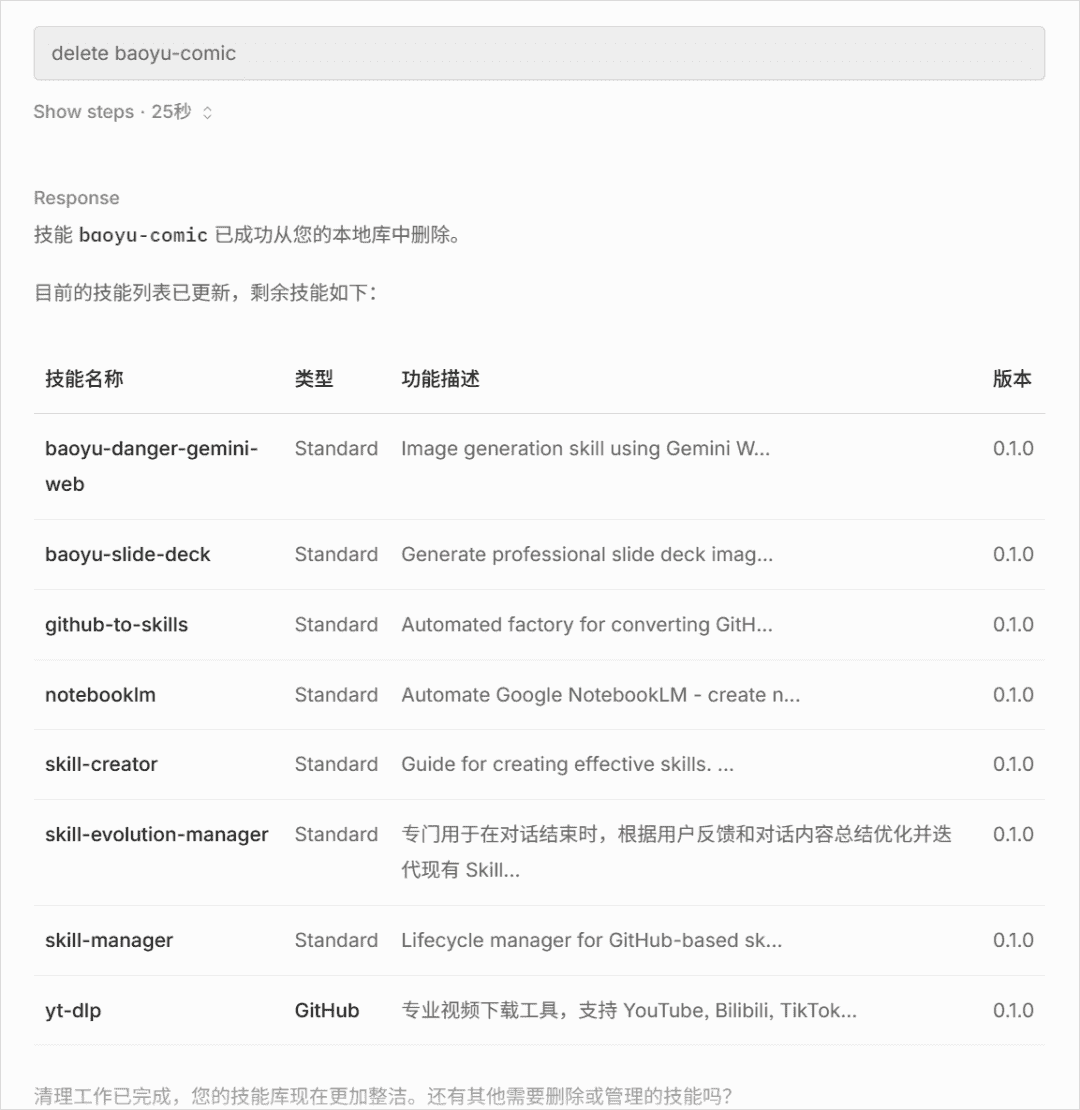 delete baoyu-comic
Show steps · 25秒
Response
技能 baoyu-comic 已成功从您的本地库中删除。
目前的技能列表已更新，剩余技能如下：
技能名称 类型 功能描述 版本
baoyu-danger-gemini- Standard Image generation skill using Gemini W... 0.1.0
web
baoyu-slide-deck Standard Generate professional slide deck imag... 0.1.0
github-to-skills Standard Automated factory for converting GitH... 0.1.0
notebooklm Standard Automate Google NotebookLM - create n... 0.1.0
skill-creator Standard Guide for creating effective skills. ... 0.1.0
skill-evolution-manager Standard 专门用于在对话结束时，根据用户反馈和对话内容总结优化并迭 0.1.0
代现有 Skill...
skill-manager Standard Lifecycle manager for GitHub-based sk... 0.1.0
yt-dlp GitHub 专业视频下载工具，支持 YouTube, Bilibili, TikTok... 0.1.0
清理工作已完成，您的技能库现在更加整洁。还有其他需要删除或管理的技能吗？